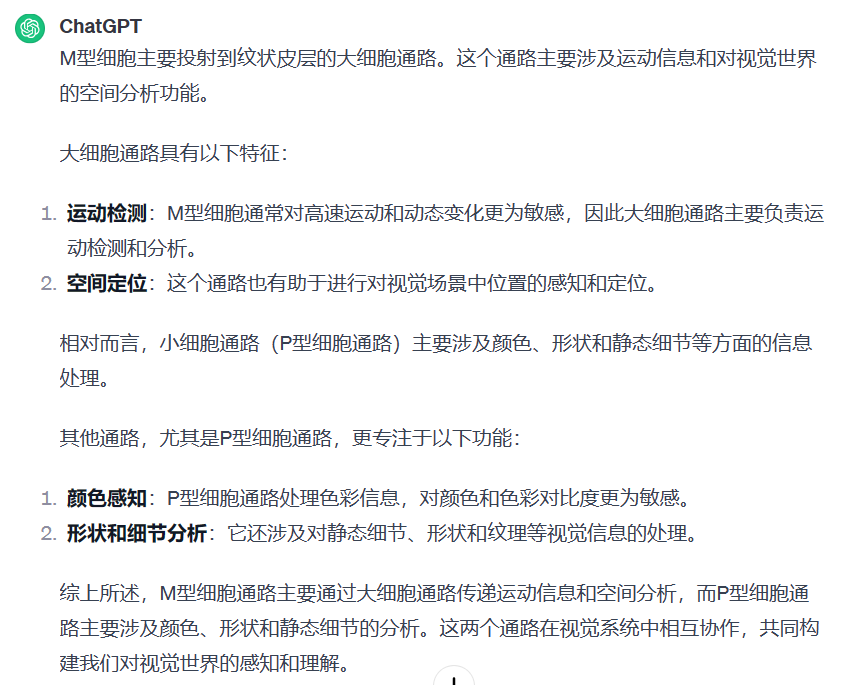 ChatGPT
M型细胞主要投射到纹状皮层的大细胞通路。这个通路主要涉及运动信息和对视觉世界
的空间分析功能。
大细胞通路具有以下特征：
1. 运动检测：M型细胞通常对高速运动和动态变化更为敏感，因此大细胞通路主要负责运
动检测和分析。
2. 空间定位：这个通路也有助于进行对视觉场景中位置的感知和定位。
相对而言，小细胞通路（P型细胞通路）主要涉及颜色、形状和静态细节等方面的信息
处理。
其他通路，尤其是P型细胞通路，更专注于以下功能：
1. 颜色感知：P型细胞通路处理色彩信息，对颜色和色彩对比度更为敏感。
2. 形状和细节分析：它还涉及对静态细节、形状和纹理等视觉信息的处理。
综上所述，M型细胞通路主要通过大细胞通路传递运动信息和空间分析，而P型细胞通
路主要涉及颜色、形状和静态细节的分析。这两个通路在视觉系统中相互协作，共同构
建我们对视觉世界的感知和理解。